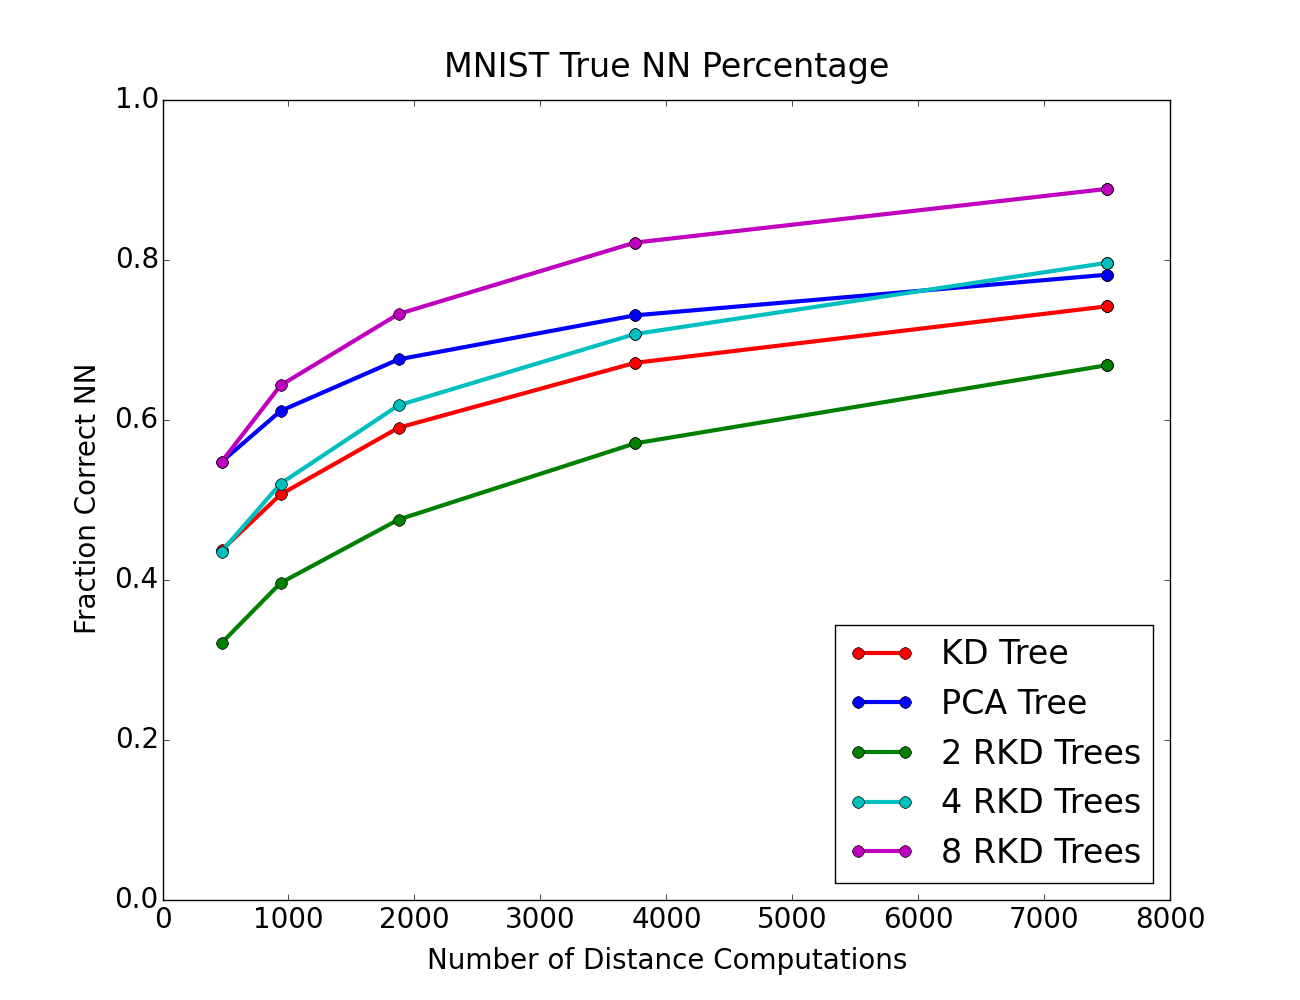 MNIST True NN Percentage
1.0
0.8
0.6
0.4
0.2
0.0
Fraction Correct NN
KD Tree
PCA Tree
2 RKD Trees
4 RKD Trees
8 RKD Trees
0 1000 2000 3000 4000 5000 6000 7000 8000
Number of Distance Computations